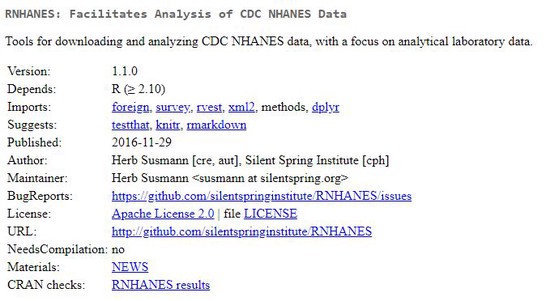 RNHANES: Facilitates Analysis of CDC NHANES Data
Tools for downloading and analyzing CDC NHANES data, with a focus on analytical laboratory data.
Version: 1.1.0
Depends: R (≥ 2.10)
Imports: foreign, survey, rvest, xml2, methods, dplyr
Suggests: testthat, knitr, rmarkdown
Published: 2016-11-29
Author: Herb Susmann [cre, aut], Silent Spring Institute [cph]
Maintainer: Herb Susmann <susmann at silentspring.org>
BugReports: https://github.com/silentspringinstitute/RNHANES/issues
License: Apache License 2.0 | file LICENSE
URL: http://github.com/silentspringinstitute/RNHANES
NeedsCompilation: no
Materials: NEWS
CRAN checks: RNHANES results